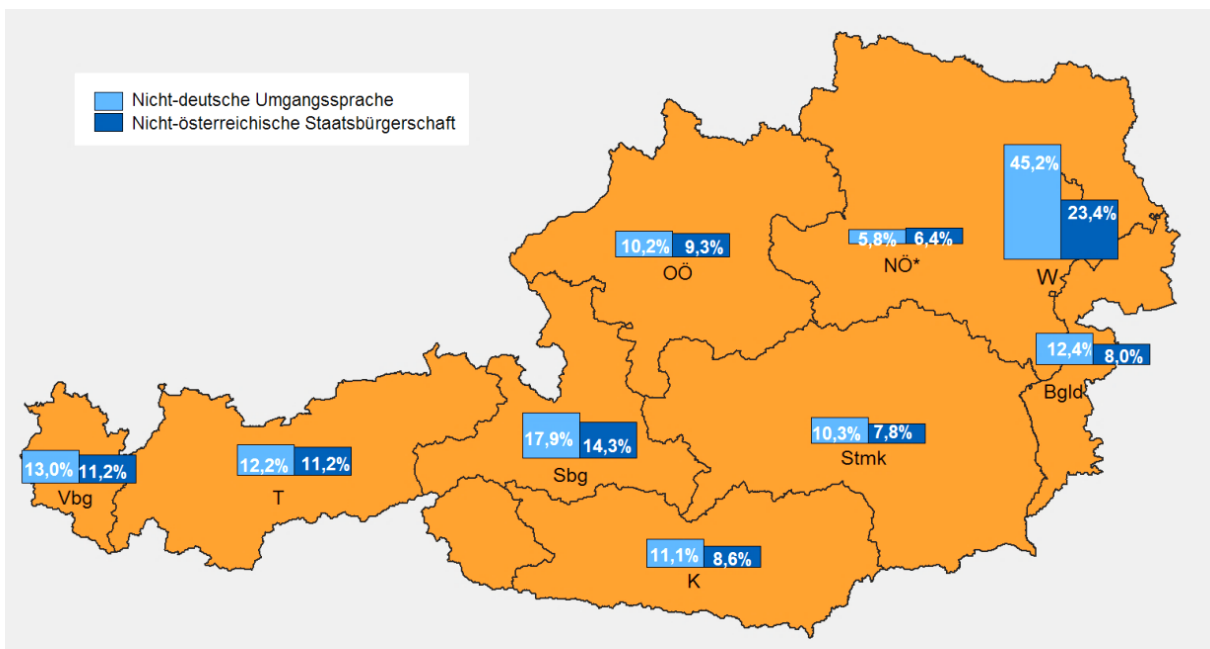 Nicht-deutsche Umgangssprache
Nicht-österreichische Staatsbürgerschaft
45,2%
23,4%
W
10,2%
9,3%
OÖ
5,8%
6,4%
NÖ*
12,4%
8,0%
Bgld
17,9%
14,3%
Sbg
10,3%
7,8%
Stmk
13,0%
11,2%
Vbg
12,2%
11,2%
T
11,1%
8,6%
K